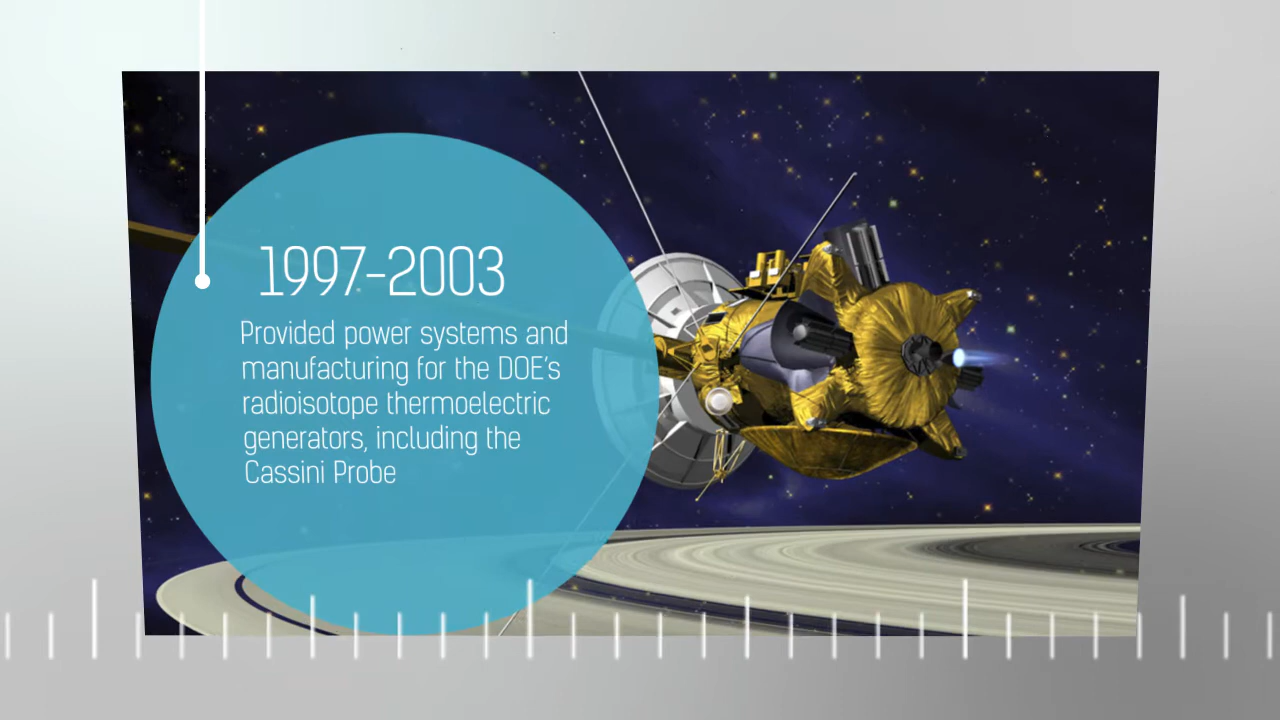 1997-2003
Provided power systems and
manufacturing for the DOE's
radioisotope thermoelectric
generators, including the
Cassini Probe